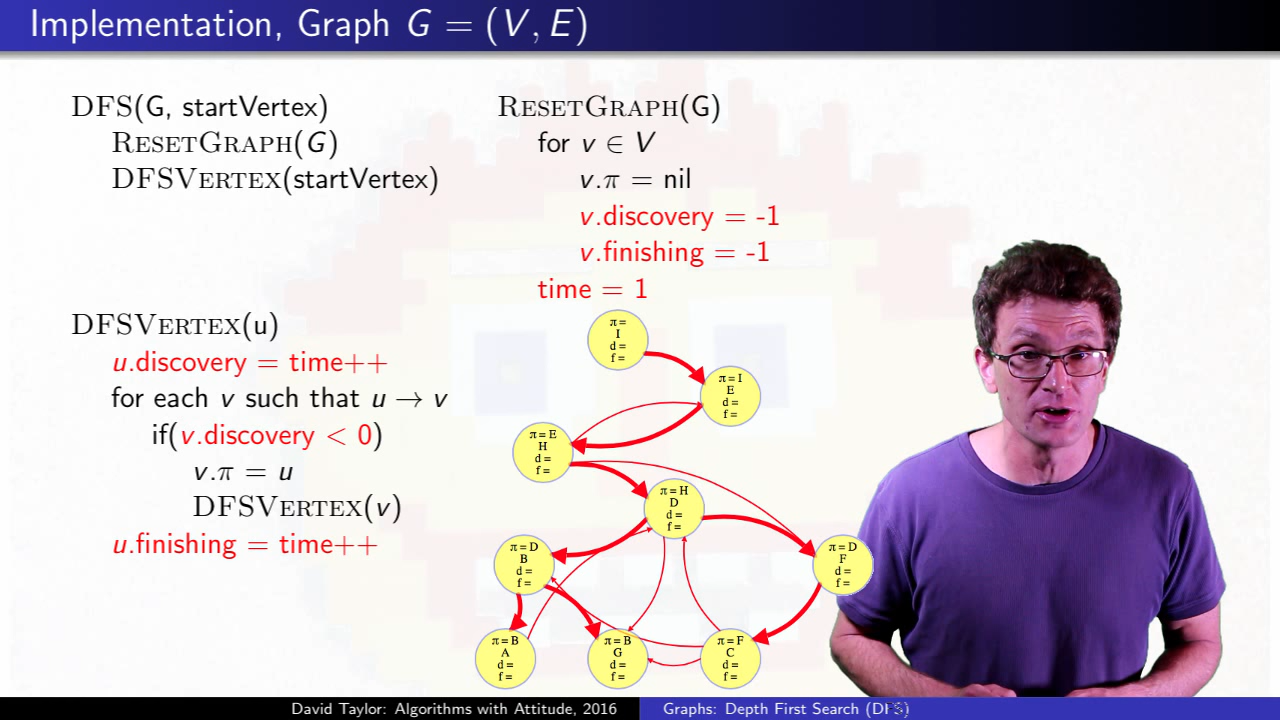 Implementation, Graph G = (V, E)
DFS(G, startVertex)
RESETGRAPH(G)
DFSVERTEX(startVertex)
RESETGRAPH(G)
for v ∈ V
v.π = nil
v.discovery = -1
v.finishing = -1
time = 1
DFSVERTEX(u)
u.discovery = time++
for each v such that u → v
if(v.discovery < 0)
v.π = u
DFSVERTEX(v)
u.finishing = time++
π =
I
d =
f =
π = I
E
d =
f =
π = E
H
d =
f =
π = H
D
d =
f =
π = D
B
d =
f =
π = D
F
d =
f =
π = B
A
d =
f =
π = B
G
d =
f =
π = F
C
d =
f =
David Taylor: Algorithms with Attitude, 2016
Graphs: Depth First Search (DFS)